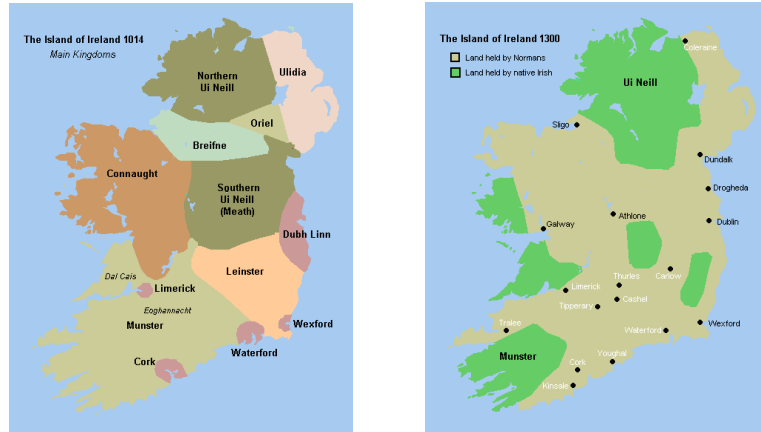 The Island of Ireland 1014
Main Kingdoms
Northern
Ui Neill
Ulidia
Oriel
Breifne
Connaught
Southern
Ui Neill
(Meath)
Dubh Linn
Leinster
Dal Cais
Limerick
Eoghannacht
Munster
Wexford
Waterford
Cork
The Island of Ireland 1300
Land held by Normans
Land held by native Irish
Coleraine
Ui Neill
Sligo
Dundalk
Drogheda
Athlone
Dublin
Galway
Carlow
Thurles
Limerick
Cashel
Tipperary
Tralee
Waterford
Wexford
Munster
Youghal
Cork
Kinsale